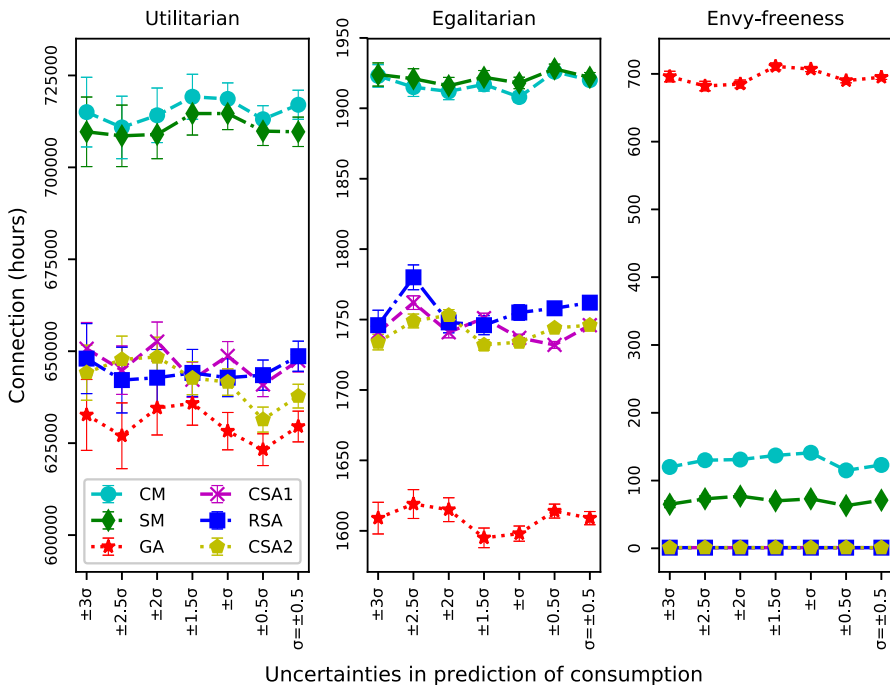 Utilitarian
Egalitarian
Envy-freeness
Connection (hours)
725000
700000
675000
650000
625000
600000
1950
1900
1850
1800
1750
1700
1650
1600
700
600
500
400
300
200
100
0
CM
SM
GA
CSA1
RSA
CSA2
±3σ
±2.5σ
±2σ
±1.5σ
±σ
±0.5σ
σ=±0.5
±3σ
±2.5σ
±2σ
±1.5σ
±σ
±0.5σ
σ=±0.5
±3σ
±2.5σ
±2σ
±1.5σ
±σ
±0.5σ
σ=±0.5
Uncertainties in prediction of consumption